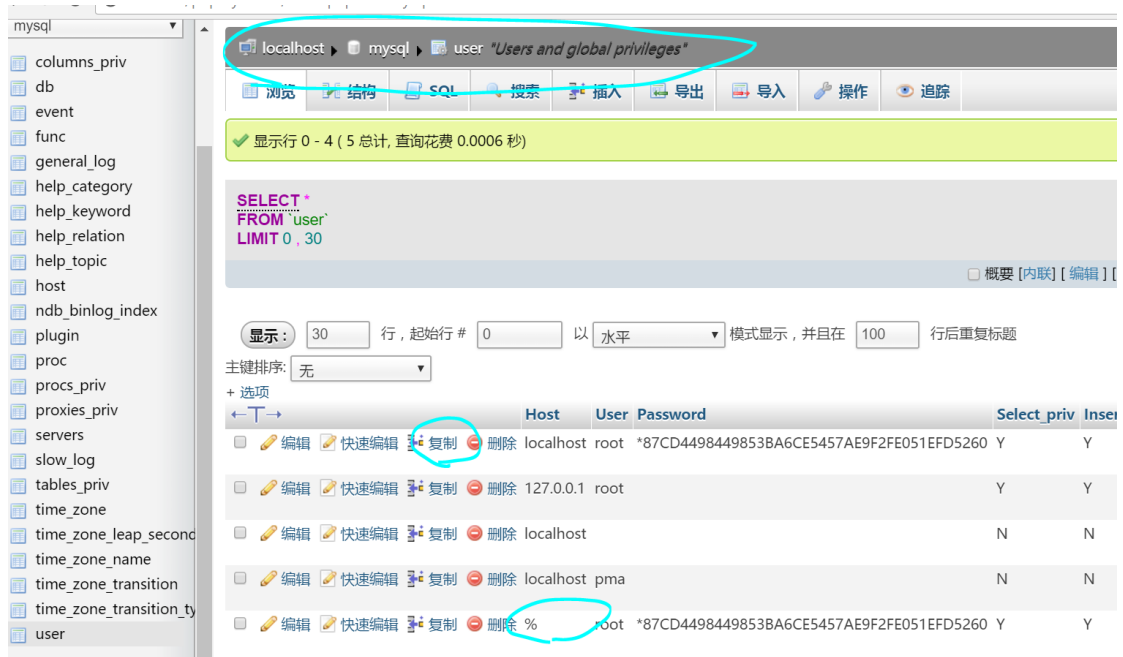 mysql
columns_priv
db
event
func
general_log
help_category
help_keyword
help_relation
help_topic
host
ndb_binlog_index
plugin
proc
procs_priv
proxies_priv
servers
slow_log
tables_priv
time_zone
time_zone_leap_second
time_zone_name
time_zone_transition
time_zone_transition_ty
user
localhost ▸ mysql ▸ user "Users and global privileges"
浏览 结构 SQL 搜索 插入 导出 导入 操作 追踪
显示行 0 - 4 ( 5 总计, 查询花费 0.0006 秒)
SELECT *
FROM `user`
LIMIT 0 , 30
概要 [内联] [ 编辑 ] [
显示 : 30 行 , 起始行 # 0 以 水平 模式显示 , 并且在 100 行后重复标题
主键排序: 无
+ 选项
←T→ Host User Password Select_priv Inser
编辑 快速编辑 复制 删除 localhost root *87CD4498449853BA6CE5457AE9F2FE051EFD5260 Y Y
编辑 快速编辑 复制 删除 127.0.0.1 root Y Y
编辑 快速编辑 复制 删除 localhost N N
编辑 快速编辑 复制 删除 localhost pma N N
编辑 快速编辑 复制 删除 % root *87CD4498449853BA6CE5457AE9F2FE051EFD5260 Y Y